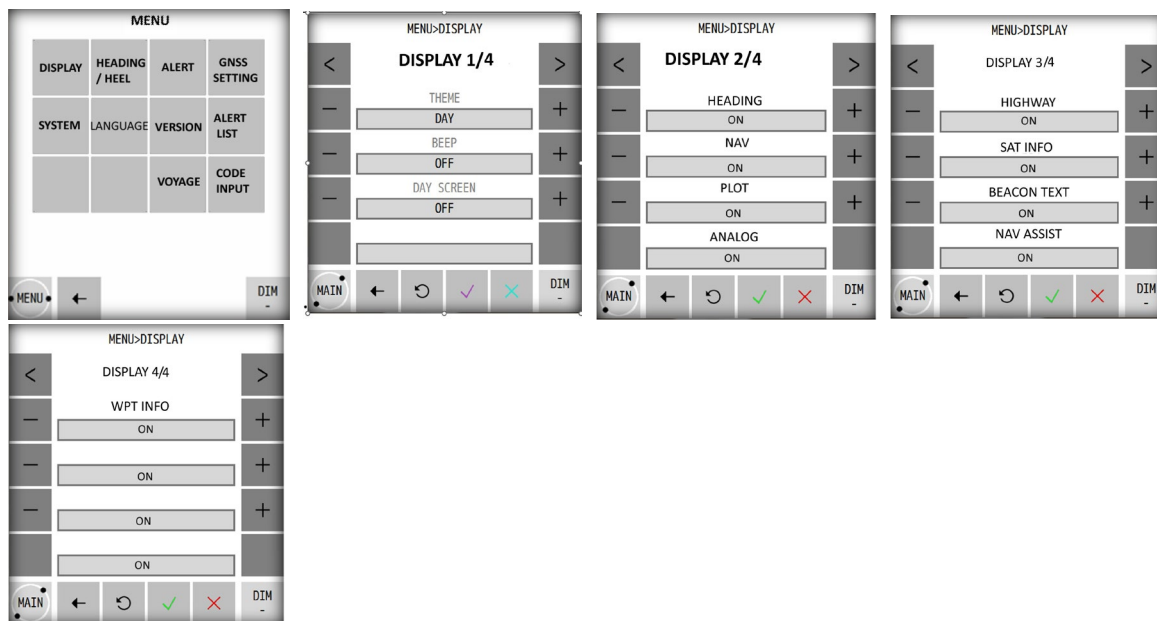 MENU
DISPLAY
HEADING
/ HEEL
ALERT
GNSS
SETTING
SYSTEM
LANGUAGE
VERSION
ALERT
LIST
VOYAGE
CODE
INPUT
MENU
←
DIM
-
MENU>DISPLAY
<
DISPLAY 1/4
>
THEME
−
DAY
+
BEEP
−
OFF
+
DAY SCREEN
−
OFF
+
MAIN
←
DIM
-
MENU>DISPLAY
<
DISPLAY 2/4
>
HEADING
−
ON
+
NAV
−
ON
+
PLOT
−
ON
+
ANALOG
ON
MAIN
←
DIM
-
MENU>DISPLAY
<
DISPLAY 3/4
>
HIGHWAY
−
ON
+
SAT INFO
−
ON
+
BEACON TEXT
−
ON
+
NAV ASSIST
ON
MAIN
←
DIM
-
MENU>DISPLAY
<
DISPLAY 4/4
>
WPT INFO
−
ON
+
−
ON
+
−
ON
+
ON
MAIN
←
DIM
-